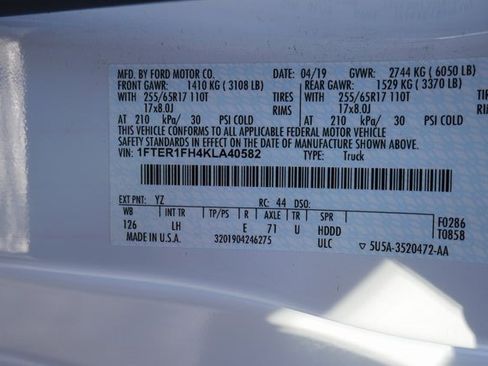 MFD. BY FORD MOTOR CO. DATE: 04/19 GVWR: 2744 KG ( 6050 LB)
FRONT GAWR: 1410 KG ( 3108 LB) REAR GAWR: 1529 KG ( 3370 LB)
WITH 255/65R17 110T TIRES WITH 255/65R17 110T TIRES
17x8.0J RIMS 17x8.0J RIMS
AT 210 kPa/ 30 PSI COLD AT 210 kPa/ 30 PSI COLD
THIS VEHICLE CONFORMS TO ALL APPLICABLE FEDERAL MOTOR VEHICLE
SAFETY STANDARDS IN EFFECT ON THE DATE OF MANUFACTURE SHOWN ABOVE.
VIN: 1FTER1FH4KLA40582 TYPE: Truck
EXT PNT: YZ RC: 44 DSO:
WB INT TR TP/PS R AXLE TR SPR F0286
126 LH E 71 U HDDD T0858
MADE IN U.S.A. 3201904246275 ULC ▽ 5U5A-3520472-AA